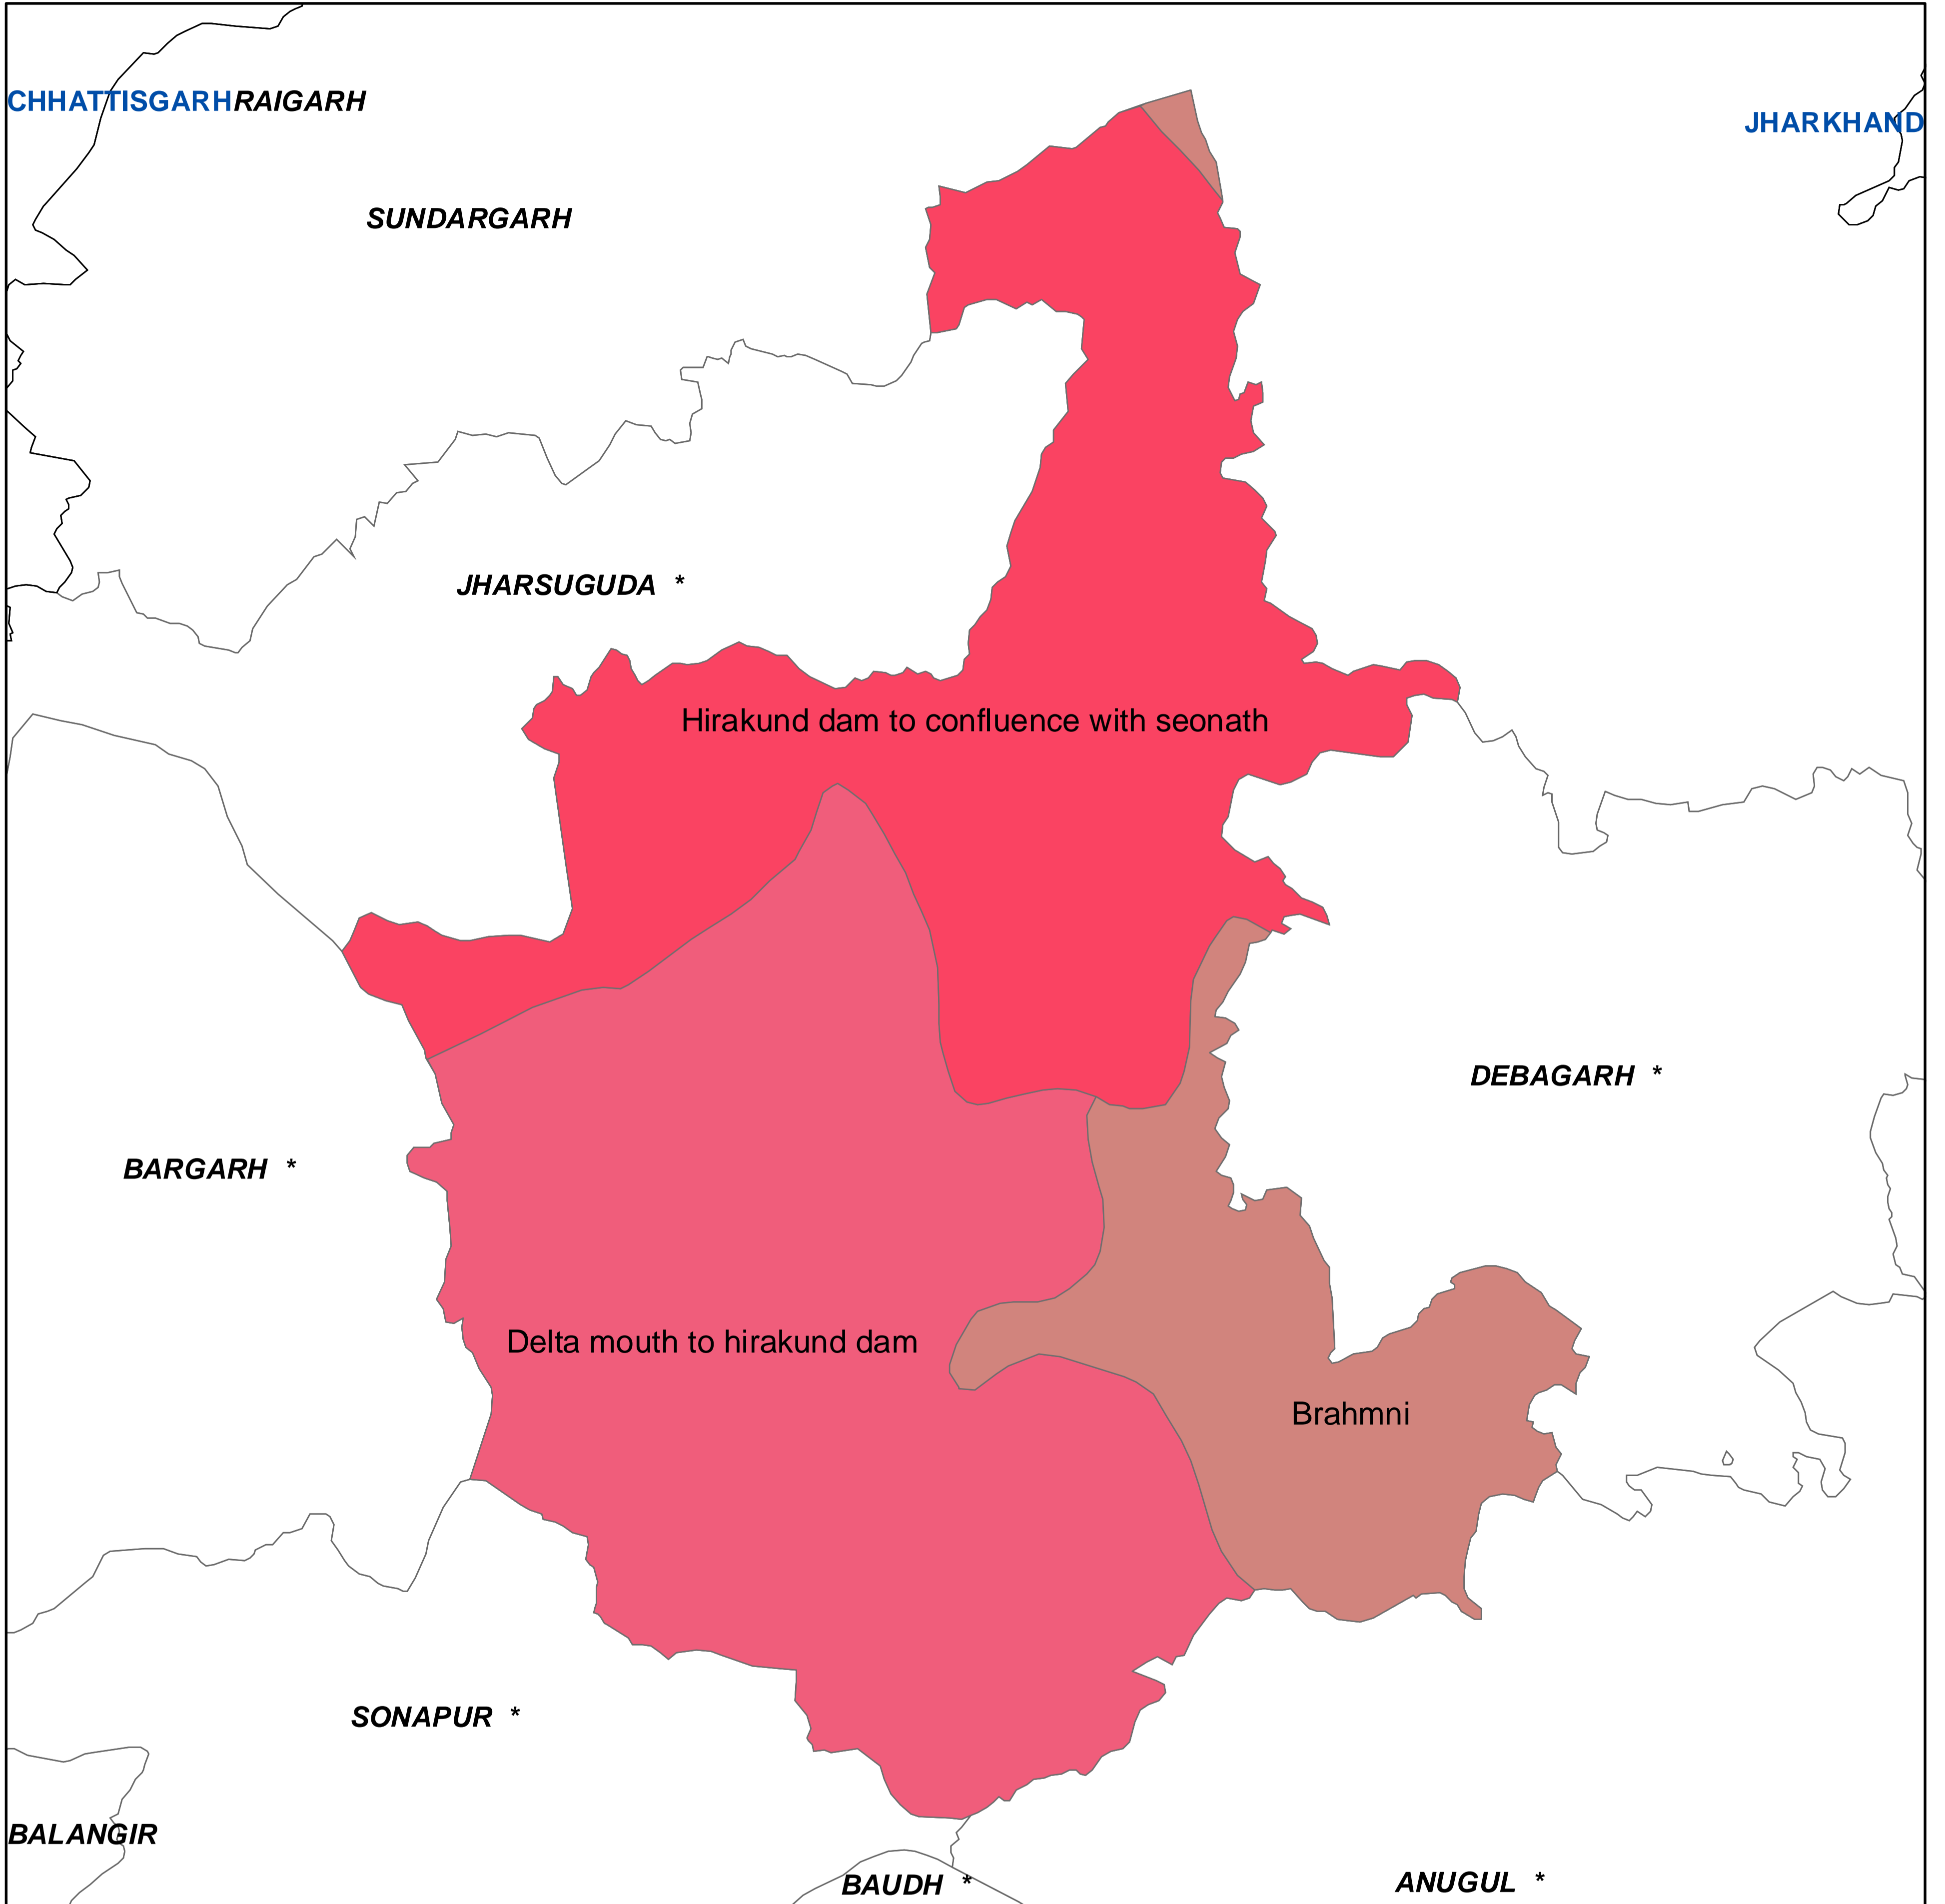 CHHATTISGARH RAIGARH
JHARKHAND
SUNDARGARH
JHARSUGUDA *
Hirakund dam to confluence with seonath
DEBAGARH *
BARGARH *
Delta mouth to hirakund dam
Brahmni
SONAPUR *
BALANGIR
BAUDH *
ANUGUL *